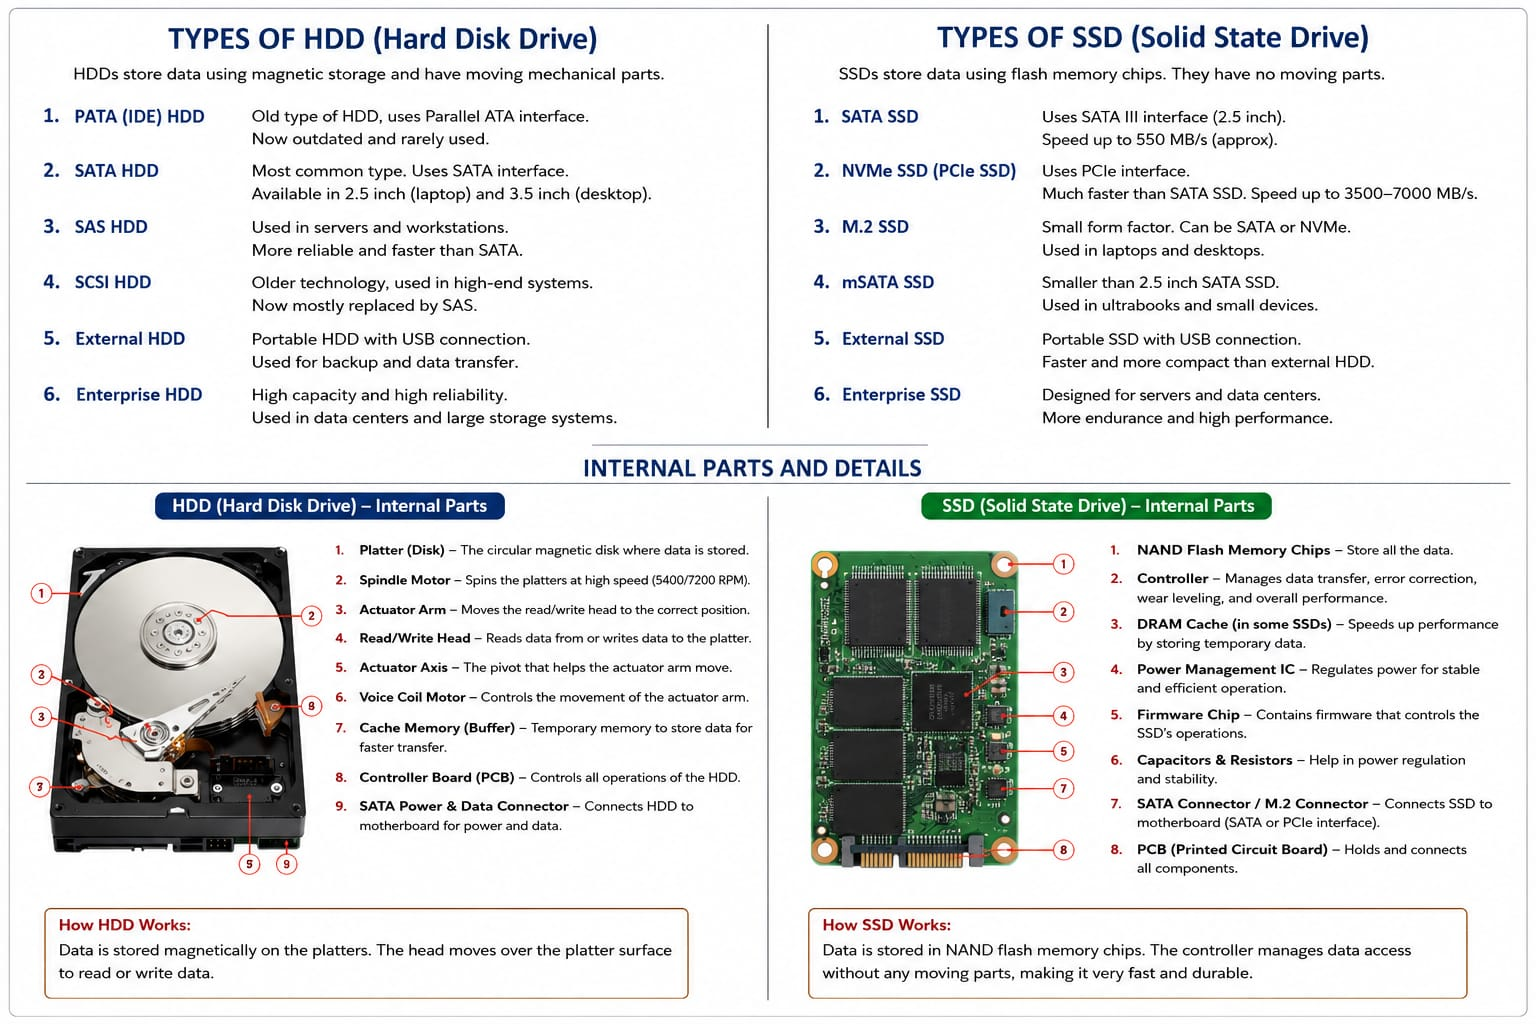 TYPES OF HDD (Hard Disk Drive)
HDDs store data using magnetic storage and have moving mechanical parts.
1. PATA (IDE) HDD
Old type of HDD, uses Parallel ATA interface.
Now outdated and rarely used.
2. SATA HDD
Most common type. Uses SATA interface.
Available in 2.5 inch (laptop) and 3.5 inch (desktop).
3. SAS HDD
Used in servers and workstations.
More reliable and faster than SATA.
4. SCSI HDD
Older technology, used in high-end systems.
Now mostly replaced by SAS.
5. External HDD
Portable HDD with USB connection.
Used for backup and data transfer.
6. Enterprise HDD
High capacity and high reliability.
Used in data centers and large storage systems.
TYPES OF SSD (Solid State Drive)
SSDs store data using flash memory chips. They have no moving parts.
1. SATA SSD
Uses SATA III interface (2.5 inch).
Speed up to 550 MB/s (approx).
2. NVMe SSD (PCIe SSD)
Uses PCIe interface.
Much faster than SATA SSD. Speed up to 3500–7000 MB/s.
3. M.2 SSD
Small form factor. Can be SATA or NVMe.
Used in laptops and desktops.
4. mSATA SSD
Smaller than 2.5 inch SATA SSD.
Used in ultrabooks and small devices.
5. External SSD
Portable SSD with USB connection.
Faster and more compact than external HDD.
6. Enterprise SSD
Designed for servers and data centers.
More endurance and high performance.
INTERNAL PARTS AND DETAILS
HDD (Hard Disk Drive) – Internal Parts
1
2
3
3
8
5
9
1. Platter (Disk) – The circular magnetic disk where data is stored.
2. Spindle Motor – Spins the platters at high speed (5400/7200 RPM).
3. Actuator Arm – Moves the read/write head to the correct position.
4. Read/Write Head – Reads data from or writes data to the platter.
5. Actuator Axis – The pivot that helps the actuator arm move.
6. Voice Coil Motor – Controls the movement of the actuator arm.
7. Cache Memory (Buffer) – Temporary memory to store data for
faster transfer.
8. Controller Board (PCB) – Controls all operations of the HDD.
9. SATA Power & Data Connector – Connects HDD to
motherboard for power and data.
How HDD Works:
Data is stored magnetically on the platters. The head moves over the platter surface
to read or write data.
SSD (Solid State Drive) – Internal Parts
1
2
3
4
5
7
8
1. NAND Flash Memory Chips – Store all the data.
2. Controller – Manages data transfer, error correction,
wear leveling, and overall performance.
3. DRAM Cache (in some SSDs) – Speeds up performance
by storing temporary data.
4. Power Management IC – Regulates power for stable
and efficient operation.
5. Firmware Chip – Contains firmware that controls the
SSD's operations.
6. Capacitors & Resistors – Help in power regulation
and stability.
7. SATA Connector / M.2 Connector – Connects SSD to
motherboard (SATA or PCIe interface).
8. PCB (Printed Circuit Board) – Holds and connects
all components.
How SSD Works:
Data is stored in NAND flash memory chips. The controller manages data access
without any moving parts, making it very fast and durable.